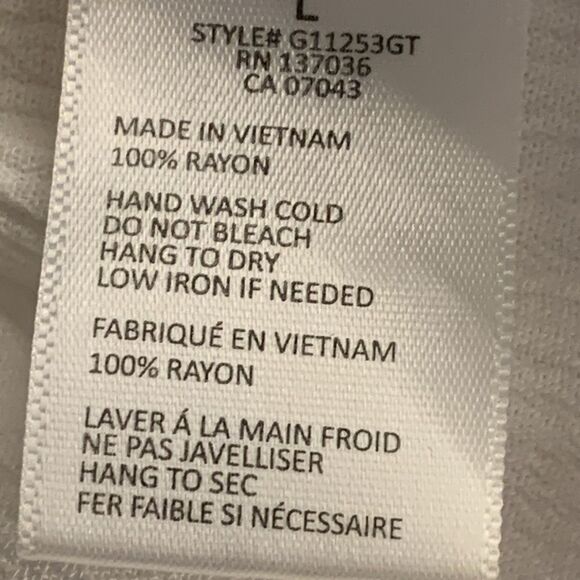 L
STYLE# G11253GT
RN 137036
CA 07043
MADE IN VIETNAM
100% RAYON
HAND WASH COLD
DO NOT BLEACH
HANG TO DRY
LOW IRON IF NEEDED
FABRIQUÉ EN VIETNAM
100% RAYON
LAVER Á LA MAIN FROID
NE PAS JAVELLISER
HANG TO SEC
FER FAIBLE SI NÉCESSAIRE